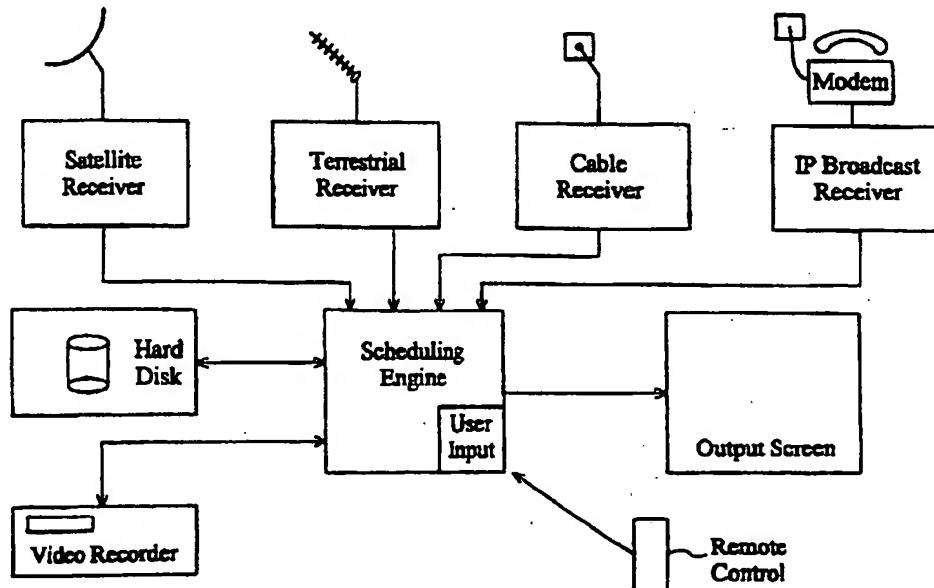 Modem
Satellite
Receiver
Terrestrial
Receiver
Cable
Receiver
IP Broadcast
Receiver
Hard
Disk
Scheduling
Engine
User
Input
Output Screen
Video Recorder
Remote
Control